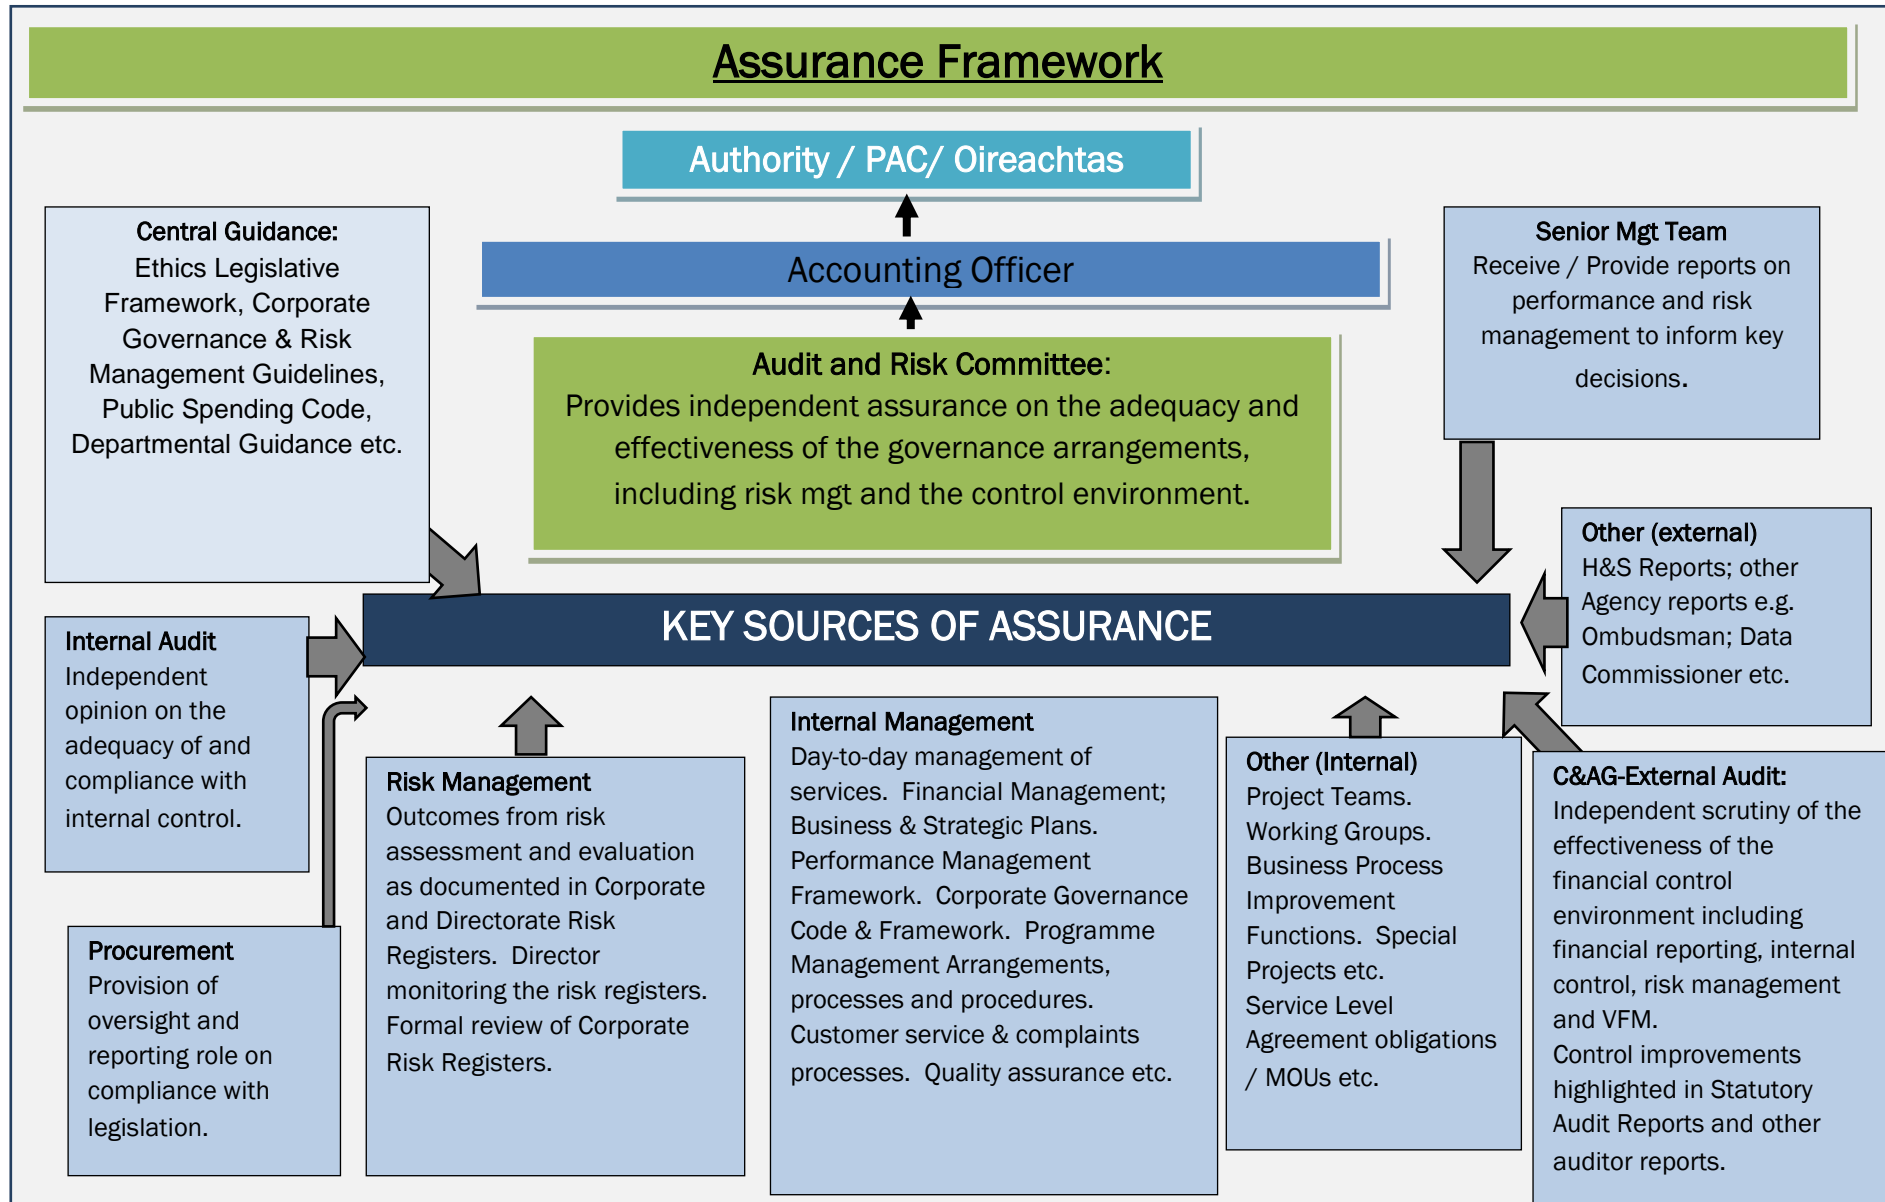 Assurance Framework
Authority / PAC/ Oireachtas
Accounting Officer
Audit and Risk Committee:
Provides independent assurance on the adequacy and
effectiveness of the governance arrangements,
including risk mgt and the control environment.
Central Guidance:
Ethics Legislative
Framework, Corporate
Governance & Risk
Management Guidelines,
Public Spending Code,
Departmental Guidance etc.
Senior Mgt Team
Receive / Provide reports on
performance and risk
management to inform key
decisions.
KEY SOURCES OF ASSURANCE
Other (external)
H&S Reports; other
Agency reports e.g.
Ombudsman; Data
Commissioner etc.
Internal Audit
Independent
opinion on the
adequacy of and
compliance with
internal control.
Procurement
Provision of
oversight and
reporting role on
compliance with
legislation.
Risk Management
Outcomes from risk
assessment and evaluation
as documented in Corporate
and Directorate Risk
Registers.  Director
monitoring the risk registers.
Formal review of Corporate
Risk Registers.
Internal Management
Day-to-day management of
services.  Financial Management;
Business & Strategic Plans.
Performance Management
Framework.  Corporate Governance
Code & Framework.  Programme
Management Arrangements,
processes and procedures.
Customer service & complaints
processes.  Quality assurance etc.
Other (Internal)
Project Teams.
Working Groups.
Business Process
Improvement
Functions.  Special
Projects etc.
Service Level
Agreement obligations
/ MOUs etc.
C&AG-External Audit:
Independent scrutiny of the
effectiveness of the
financial control
environment including
financial reporting, internal
control, risk management
and VFM.
Control improvements
highlighted in Statutory
Audit Reports and other
auditor reports.